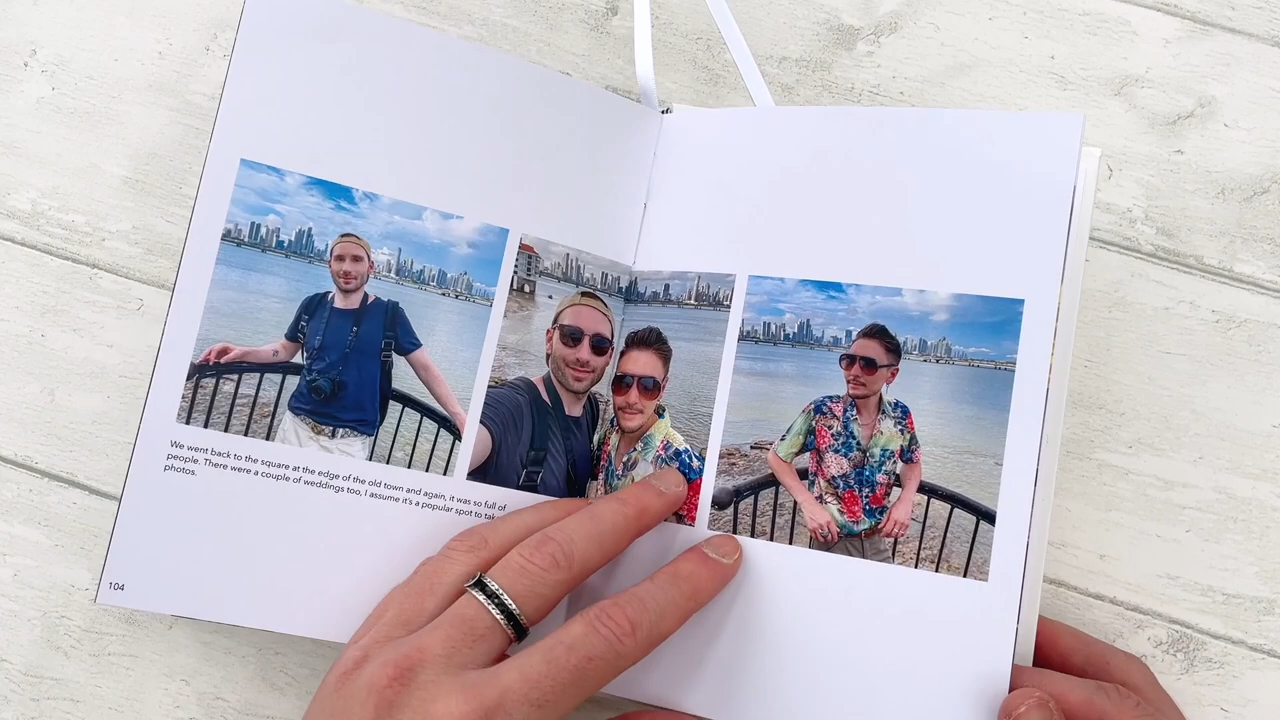 We went back to the square at the edge of the old town and again, it was so full of
people. There were a couple of weddings too, I assume it's a popular spot to take
photos.
104